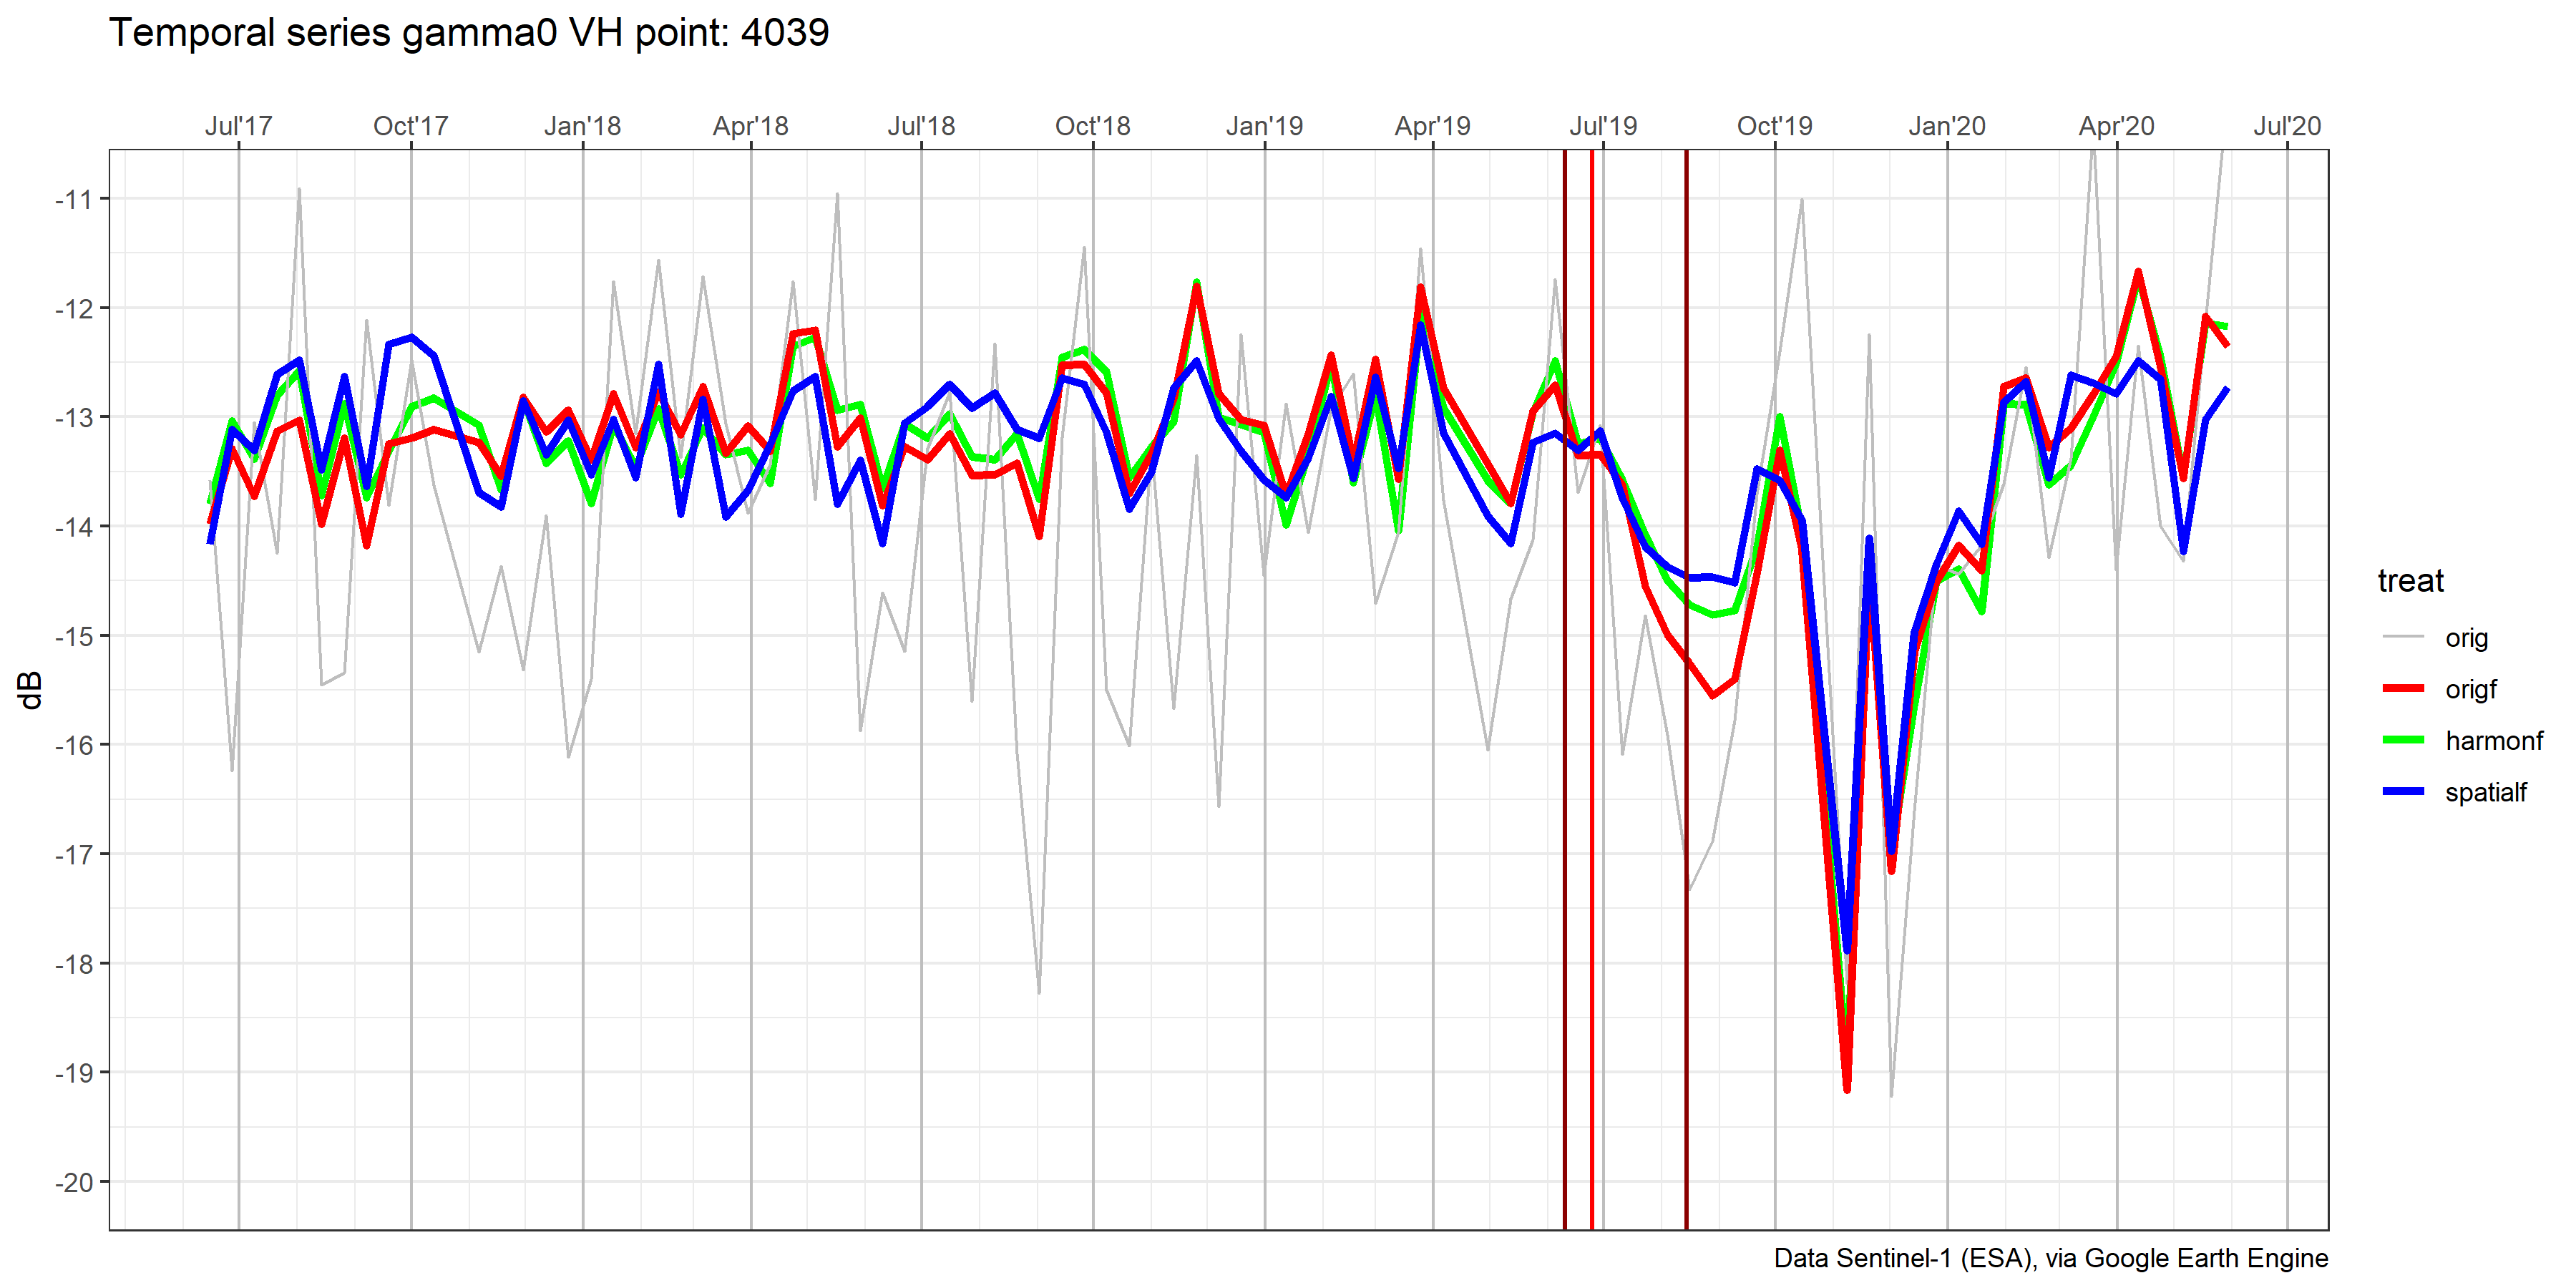 Temporal series gamma0 VH point: 4039
Jul'17 Oct'17 Jan'18 Apr'18 Jul'18 Oct'18 Jan'19 Apr'19 Jul'19 Oct'19 Jan'20 Apr'20 Jul'20
-11
-12
-13
-14
-15
-16
-17
-18
-19
-20
dB
treat
orig
origf
harmonf
spatialf
Data Sentinel-1 (ESA), via Google Earth Engine